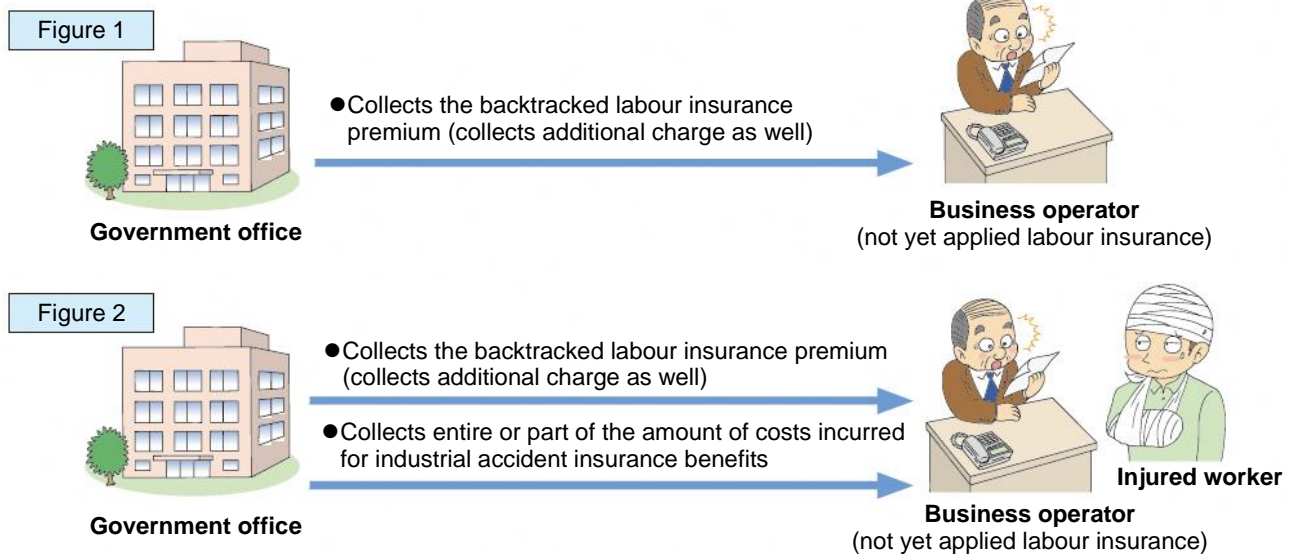 Figure 1
●Collects the backtracked labour insurance
premium (collects additional charge as well)
Government office
Business operator
(not yet applied labour insurance)
Figure 2
●Collects the backtracked labour insurance premium
(collects additional charge as well)
●Collects entire or part of the amount of costs incurred
for industrial accident insurance benefits
Injured worker
Government office
Business operator
(not yet applied labour insurance)